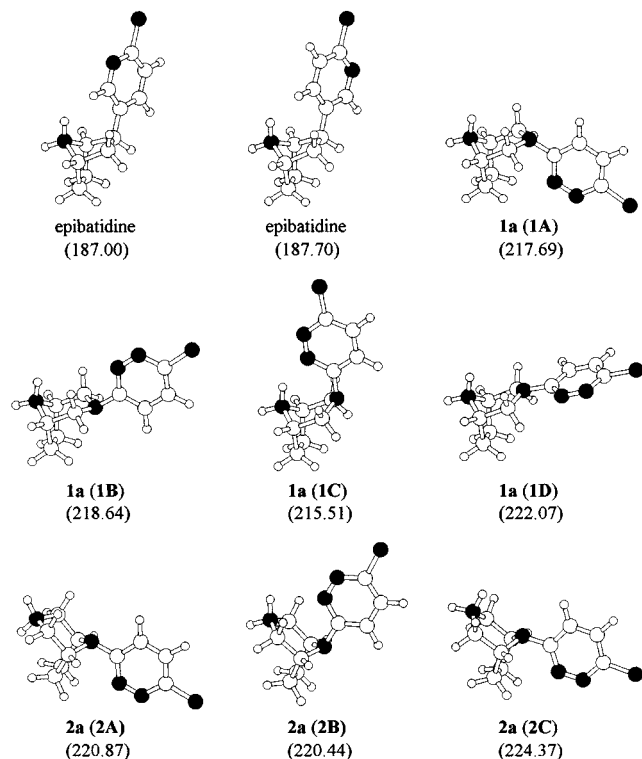 epibatidine
(187.00)
epibatidine
(187.70)
1a (1A)
(217.69)
1a (1B)
(218.64)
1a (1C)
(215.51)
1a (1D)
(222.07)
2a (2A)
(220.87)
2a (2B)
(220.44)
2a (2C)
(224.37)